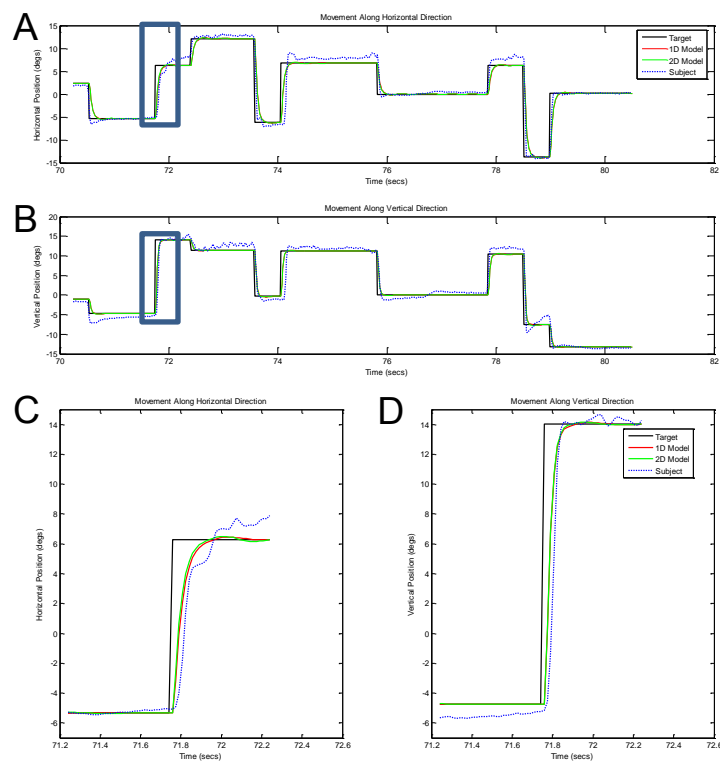 A
Movement Along Horizontal Direction
15
10
5
0
-5
-10
-15
Horizontal Position (degs)
Target
1D Model
2D Model
Subject
70
72
74
76
78
80
82
Time (secs)
B
Movement Along Vertical Direction
20
15
10
5
0
-5
-10
-15
Vertical Position (degs)
70
72
74
76
78
80
82
Time (secs)
C
Movement Along Horizontal Direction
14
12
10
8
6
4
2
0
-2
-4
-6
Horizontal Position (degs)
71.2
71.4
71.6
71.8
72
72.2
72.4
72.6
Time (secs)
D
Movement Along Vertical Direction
14
12
10
8
6
4
2
0
-2
-4
-6
Vertical Position (degs)
Target
1D Model
2D Model
Subject
71.2
71.4
71.6
71.8
72
72.2
72.4
72.6
Time (secs)